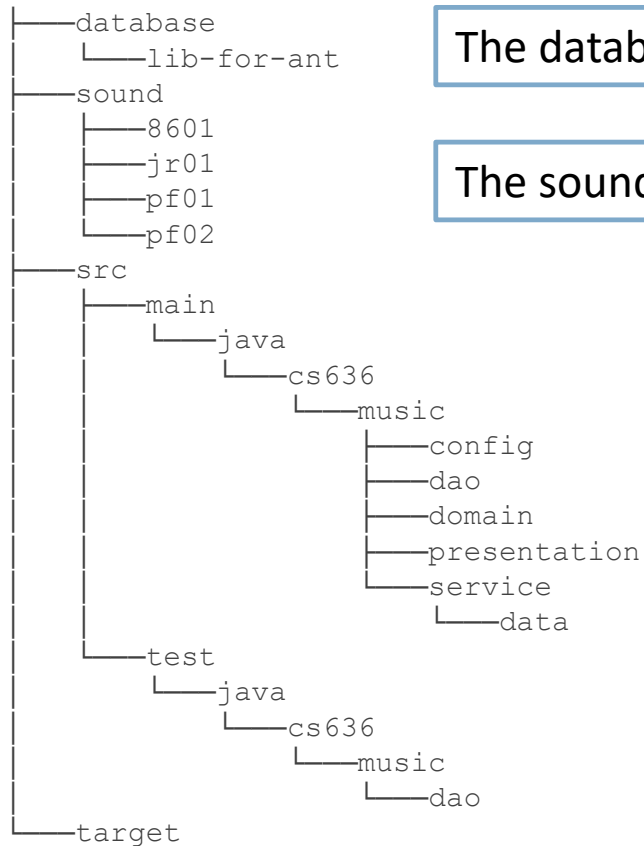 database
lib-for-ant
sound
8601
jr01
pf01
pf02
src
main
java
cs636
music
config
dao
domain
presentation
service
data
test
java
cs636
music
dao
target
The datab
The sound